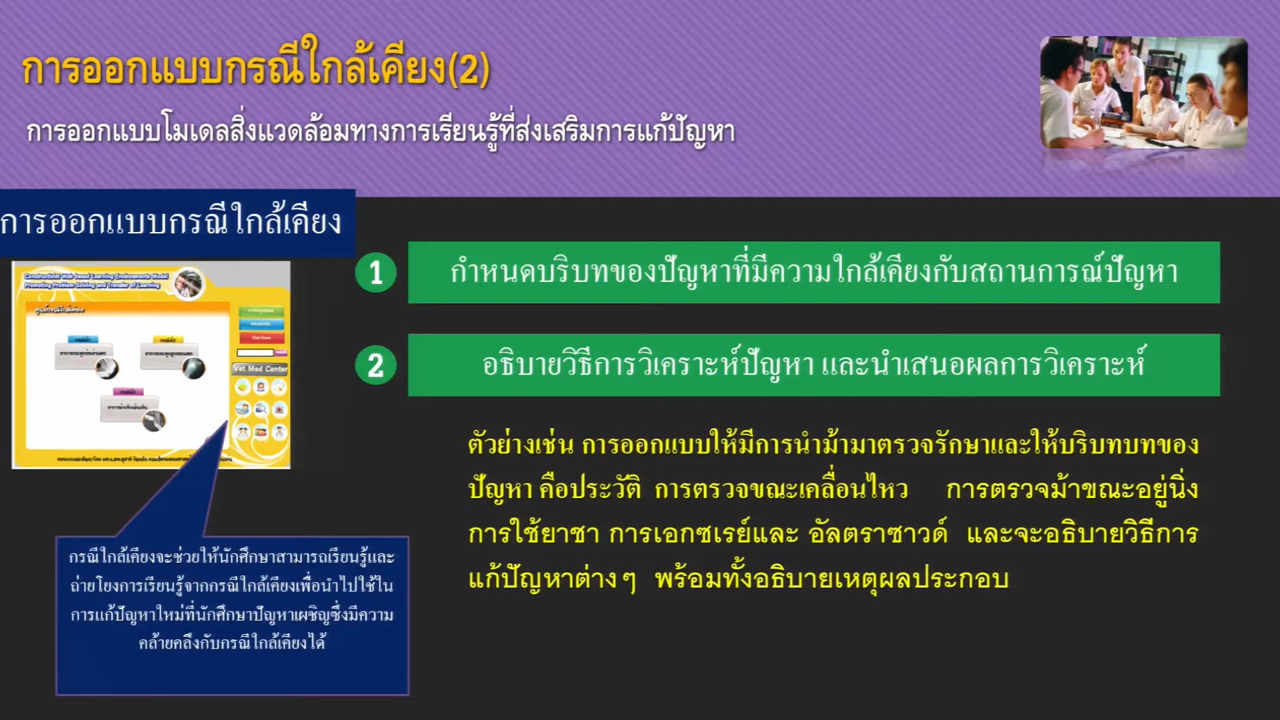 การออกแบบกรณีใกล้เคียง(2)
การออกแบบโมเดลสิ่งแวดล้อมทางการเรียนรู้ที่ส่งเสริมการแก้ปัญหา
การออกแบบกรณีใกล้เคียง
Constructivist Web-based Learning Environments Model
Promoting Problem Solving and Transfer of Learning
Vet Med Center
1
กำหนดบริบทของปัญหาที่มีความใกล้เคียงกับสถานการณ์ปัญหา
2
อธิบายวิธีการวิเคราะห์ปัญหา และนำเสนอผลการวิเคราะห์
ตัวอย่างเช่น การออกแบบให้มีการนำม้ามาตรวจรักษาและให้บริบทบทของ
ปัญหา คือประวัติ การตรวจขณะเคลื่อนไหว การตรวจม้าขณะอยู่นิ่ง
การใช้ยาชา การเอกซเรย์และ อัลตราซาวด์ และจะอธิบายวิธีการ
แก้ปัญหาต่างๆ พร้อมทั้งอธิบายเหตุผลประกอบ
กรณีใกล้เคียงจะช่วยให้นักศึกษาสามารถเรียนรู้และ
ถ่ายโยงการเรียนรู้จากกรณีใกล้เคียงเพื่อนำไปใช้ใน
การแก้ปัญหาใหม่ที่นักศึกษาปัญหาเผชิญซึ่งมีความ
คล้ายคลึงกับกรณีใกล้เคียงได้